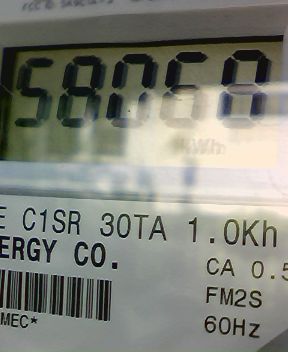 58068
kWh
E C1SR 30TA 1.0Kh
ERGY CO.
CA 0.5
FM2S
MEC*
60Hz